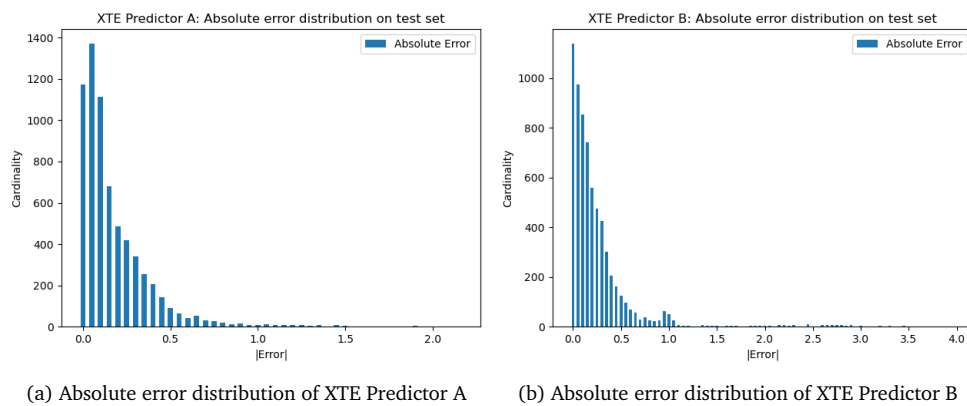 XTE Predictor A: Absolute error distribution on test set
Absolute Error
1400
1200
1000
800
600
400
200
0
Cardinality
0.0 0.5 1.0 1.5 2.0
|Error|
(a) Absolute error distribution of XTE Predictor A
XTE Predictor B: Absolute error distribution on test set
Absolute Error
1000
800
600
400
200
0
Cardinality
0.0 0.5 1.0 1.5 2.0 2.5 3.0 3.5 4.0
|Error|
(b) Absolute error distribution of XTE Predictor B